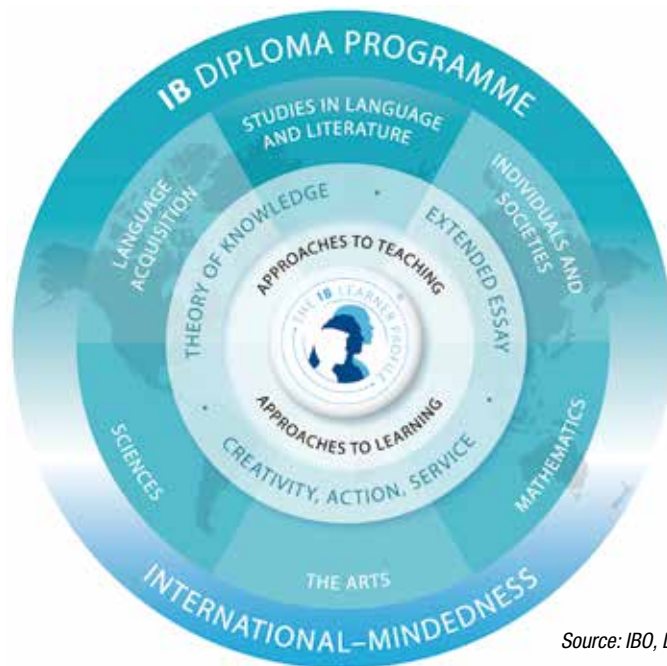 IB DIPLOMA PROGRAMME
STUDIES IN LANGUAGE
AND LITERATURE
LANGUAGE
ACQUISITION
INDIVIDUALS AND
SOCIETIES
THEORY OF KNOWLEDGE
EXTENDED ESSAY
APPROACHES TO TEACHING
THE IB LEARNER PROFILE
®
APPROACHES TO LEARNING
CREATIVITY, ACTION, SERVICE
SCIENCES
MATHEMATICS
THE ARTS
INTERNATIONAL–MINDEDNESS
Source: IBO,